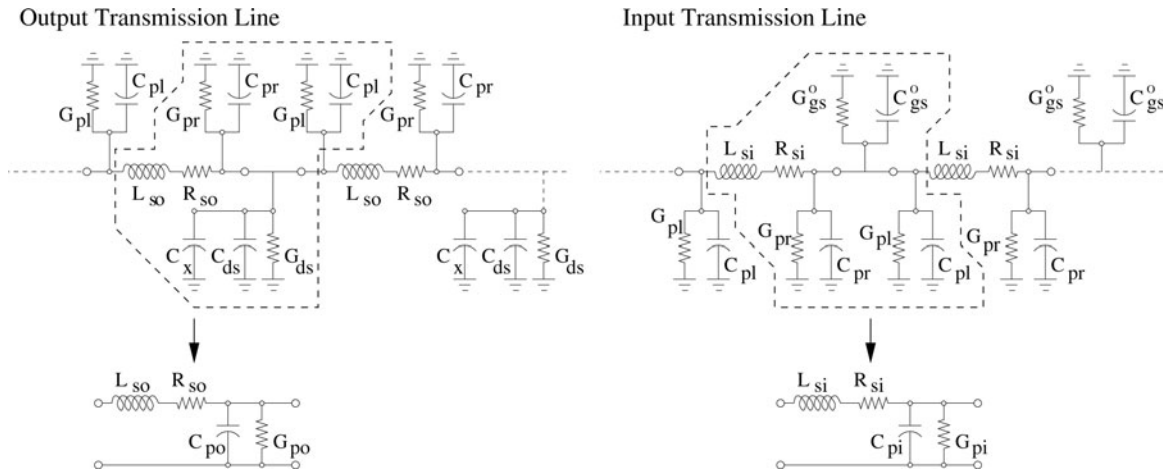 Output Transmission Line
Input Transmission Line
C pl
C pr
C pl
C pr
G pl
G pr
G pl
G pr
L so
R so
L so
R so
C x
C ds
G ds
C x
C ds
G ds
L so
R so
C po
G po
G gs o
C gs o
G gs o
C gs o
L si
R si
L si
R si
G pl
G pr
G pl
G pr
C pl
C pr
C pl
C pr
L si
R si
C pi
G pi